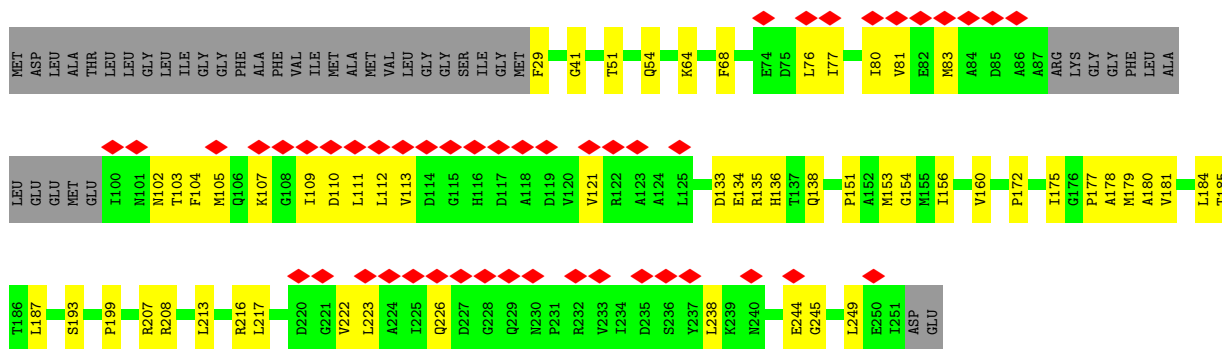 MET ASP LEU ALA THR LEU LEU GLY LEU ILE GLY GLY PHE ALA PHE VAL ILE MET ALA MET VAL LEU GLY GLY SER ILE GLY MET F29 G41 T51 Q54 K64 F68 E74 D75 L76 I77 I80 V81 E82 M83 A84 D85 A86 A87 ARG LYS GLY GLY PHE LEU ALA
LEU GLU GLU MET GLU I100 N101 N102 T103 F104 M105 Q106 K107 G108 I109 D110 L111 L112 V113 D114 G115 H116 D117 A118 D119 V120 V121 R122 A123 A124 L125 D133 E134 R135 H136 T137 Q138 P151 A152 M153 G154 M155 I156 V160 P172 I175 G176 P177 A178 M179 A180 V181 L184 T185
T186 L187 S193 P199 R207 R208 L213 R216 L217 D220 G221 V222 L223 A224 I225 Q226 D227 G228 Q229 N230 P231 R232 V233 I234 D235 S236 Y237 L238 K239 N240 E244 G245 L249 E250 I251 ASP GLU